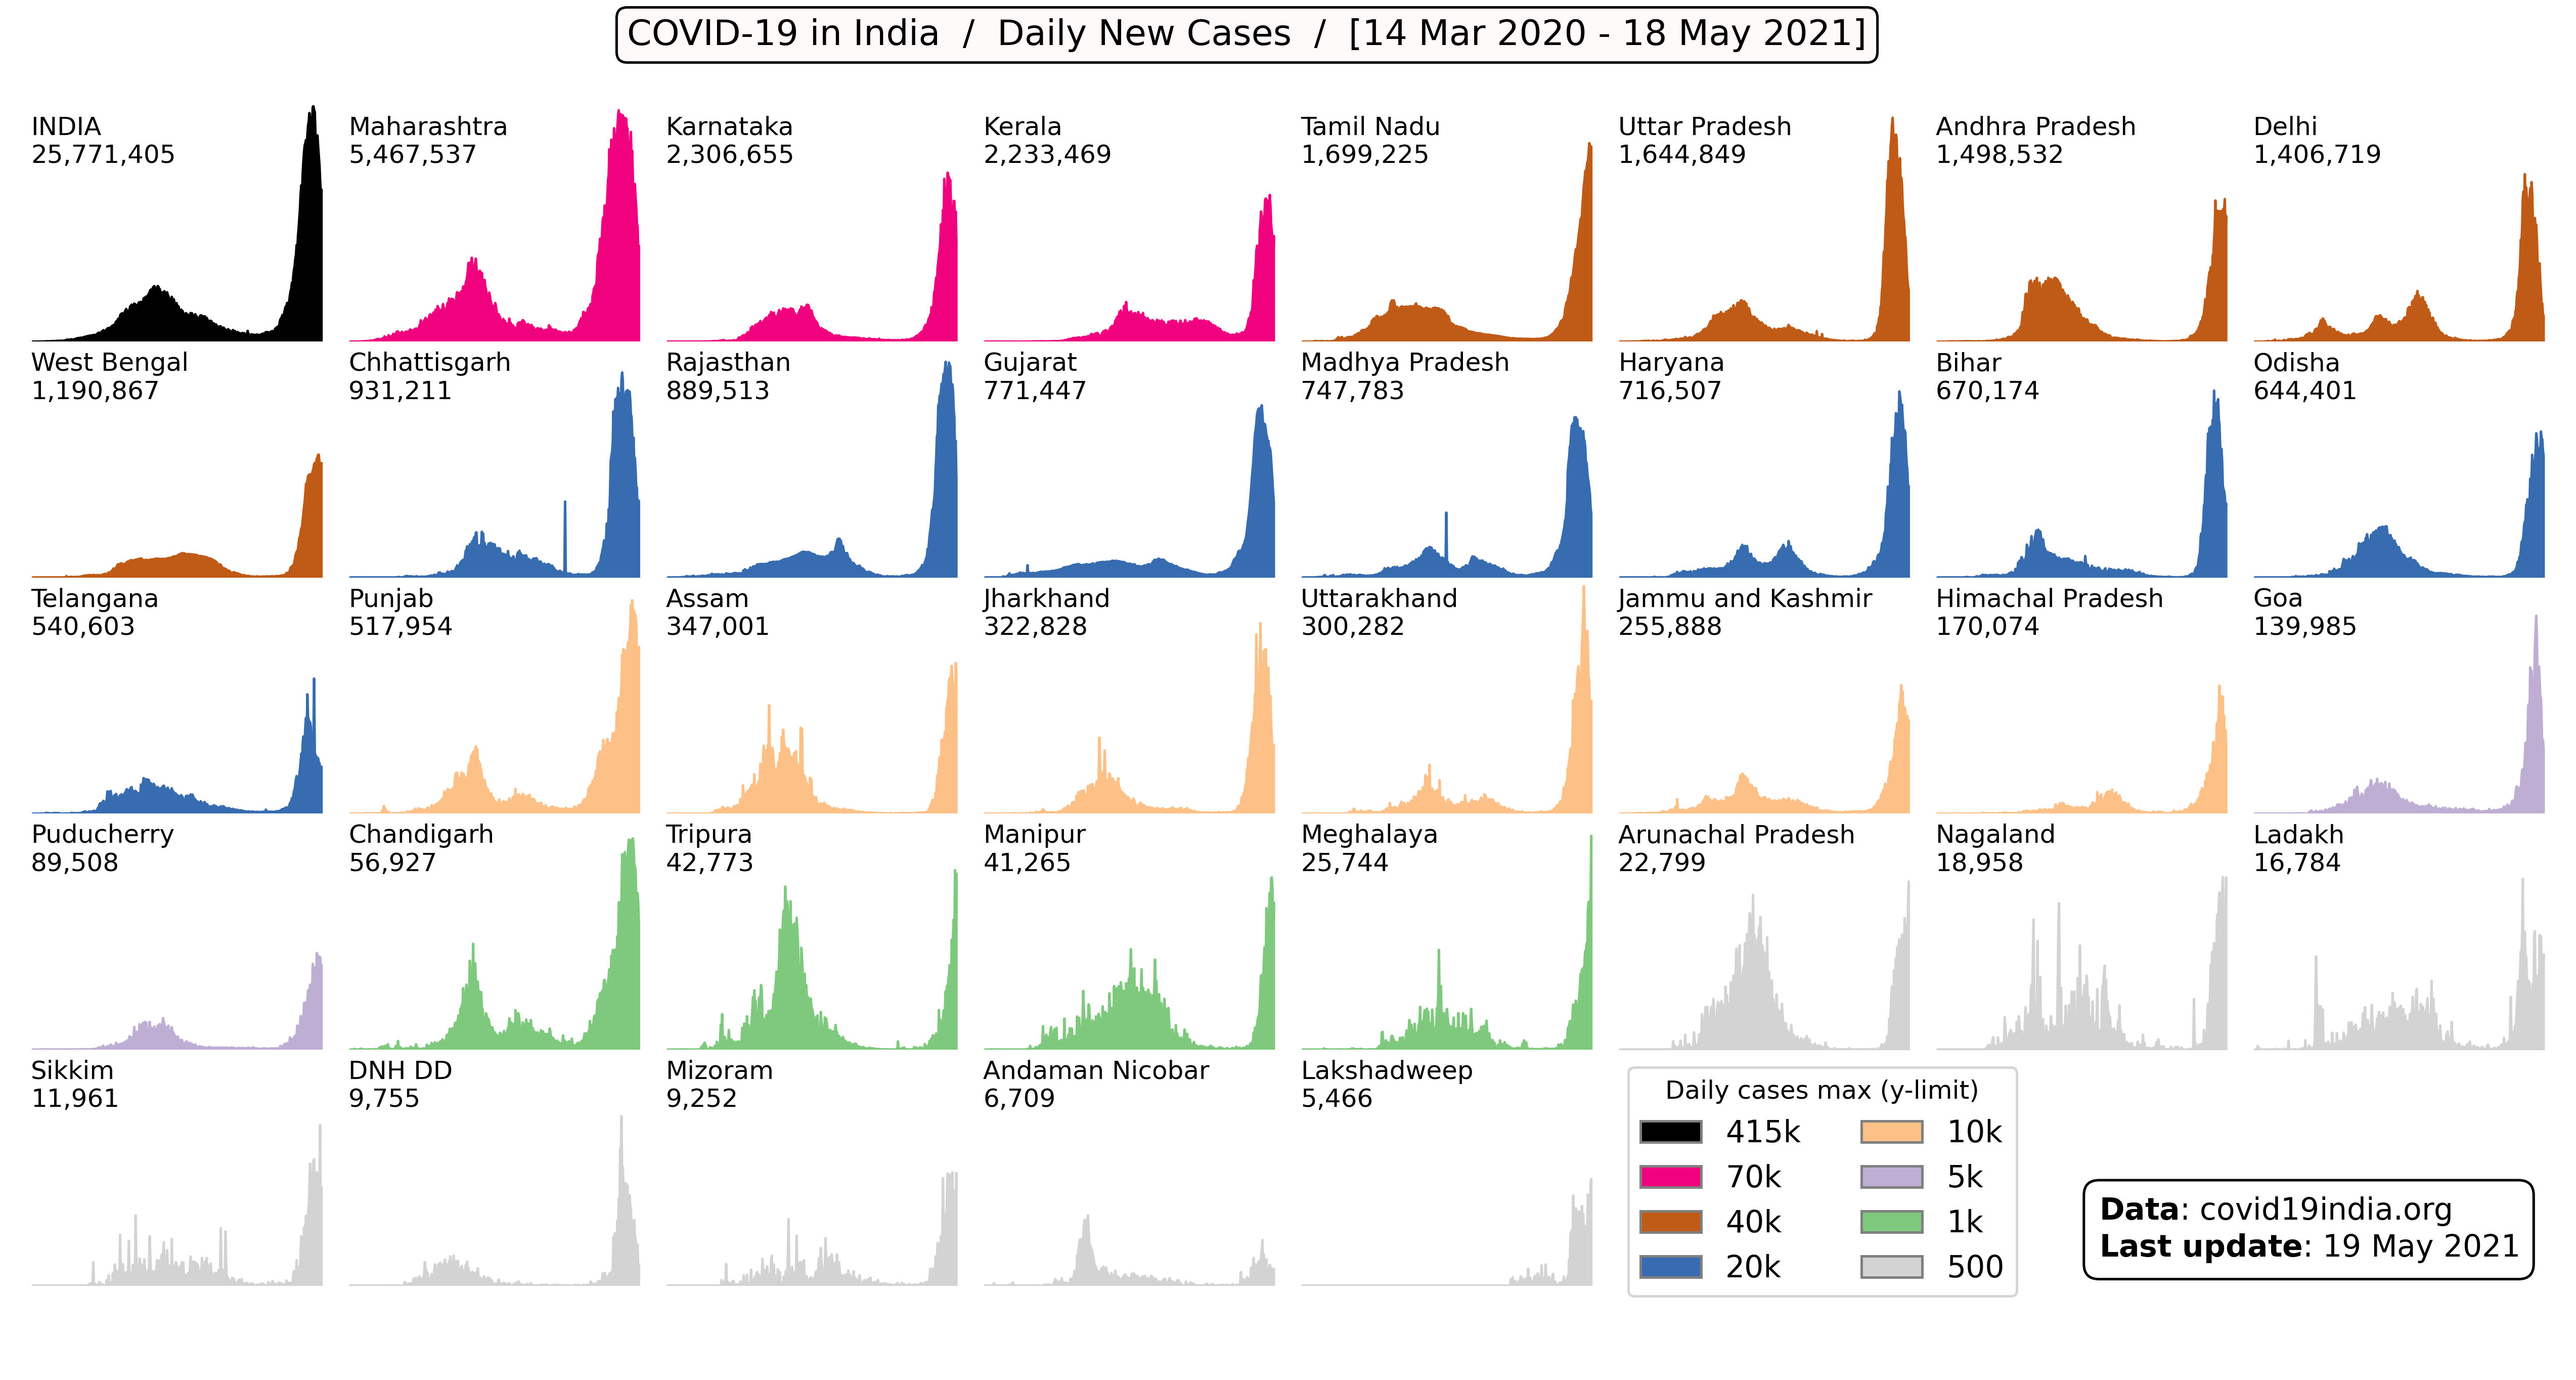 COVID-19 in India / Daily New Cases / [14 Mar 2020 - 18 May 2021]
INDIA
25,771,405
Maharashtra
5,467,537
Karnataka
2,306,655
Kerala
2,233,469
Tamil Nadu
1,699,225
Uttar Pradesh
1,644,849
Andhra Pradesh
1,498,532
Delhi
1,406,719
West Bengal
1,190,867
Chhattisgarh
931,211
Rajasthan
889,513
Gujarat
771,447
Madhya Pradesh
747,783
Haryana
716,507
Bihar
670,174
Odisha
644,401
Telangana
540,603
Punjab
517,954
Assam
347,001
Jharkhand
322,828
Uttarakhand
300,282
Jammu and Kashmir
255,888
Himachal Pradesh
170,074
Goa
139,985
Puducherry
89,508
Chandigarh
56,927
Tripura
42,773
Manipur
41,265
Meghalaya
25,744
Arunachal Pradesh
22,799
Nagaland
18,958
Ladakh
16,784
Sikkim
11,961
DNH DD
9,755
Mizoram
9,252
Andaman Nicobar
6,709
Lakshadweep
5,466
Daily cases max (y-limit)
415k
70k
40k
20k
10k
5k
1k
500
Data: covid19india.org
Last update: 19 May 2021